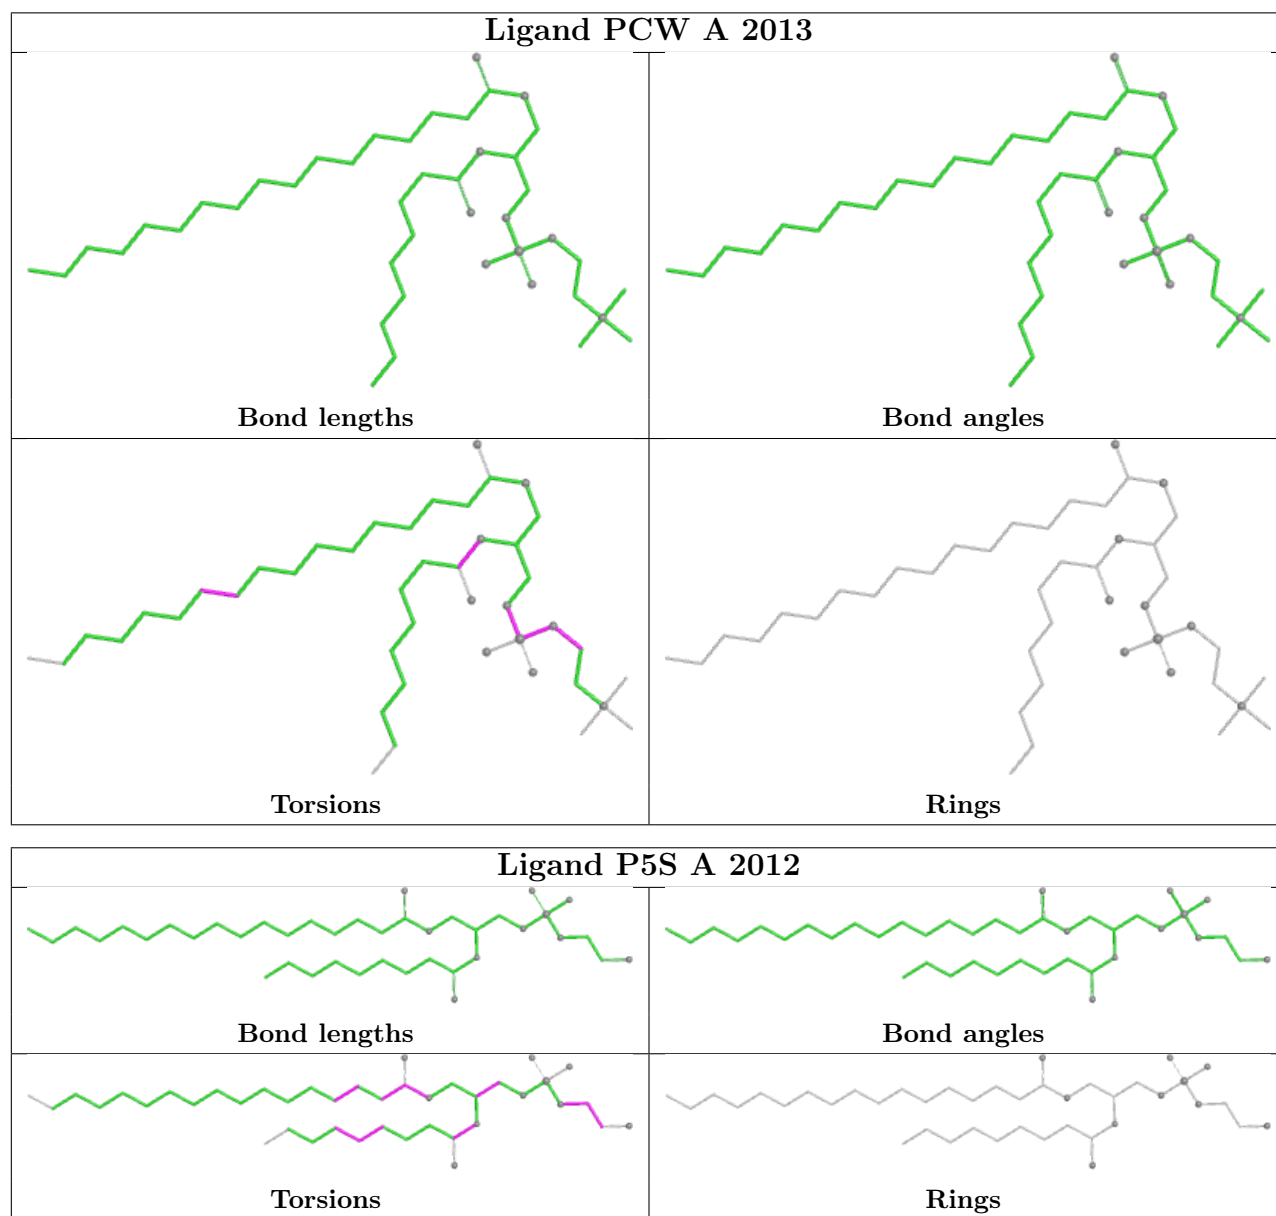 Ligand PCW A 2013
Bond lengths
Bond angles
Torsions
Rings
Ligand P5S A 2012
Bond lengths
Bond angles
Torsions
Rings